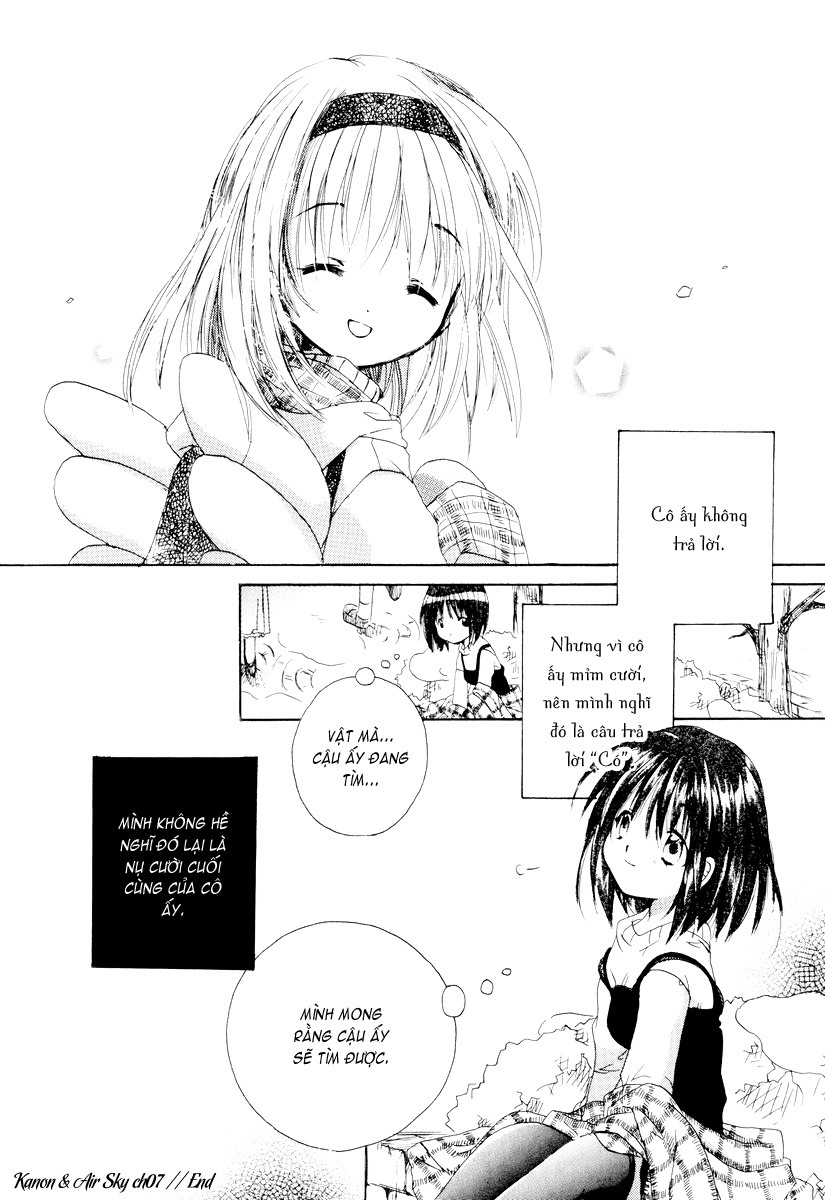 Cô ấy không
trả lời.
Nhưng vì cô
ấy mỉm cười,
nên mình nghĩ
đó là câu trả
lời "Có".
VẬT MÀ...
CẬU ẤY ĐANG
TÌM...
MÌNH KHÔNG HỀ
NGHĨ ĐÓ LẠI LÀ
NỤ CƯỜI CUỐI
CÙNG CỦA CÔ
ẤY.
MÌNH MONG
RẰNG CẬU ẤY
SẼ TÌM ĐƯỢC.
Kanon & Air Sky ch07 // End